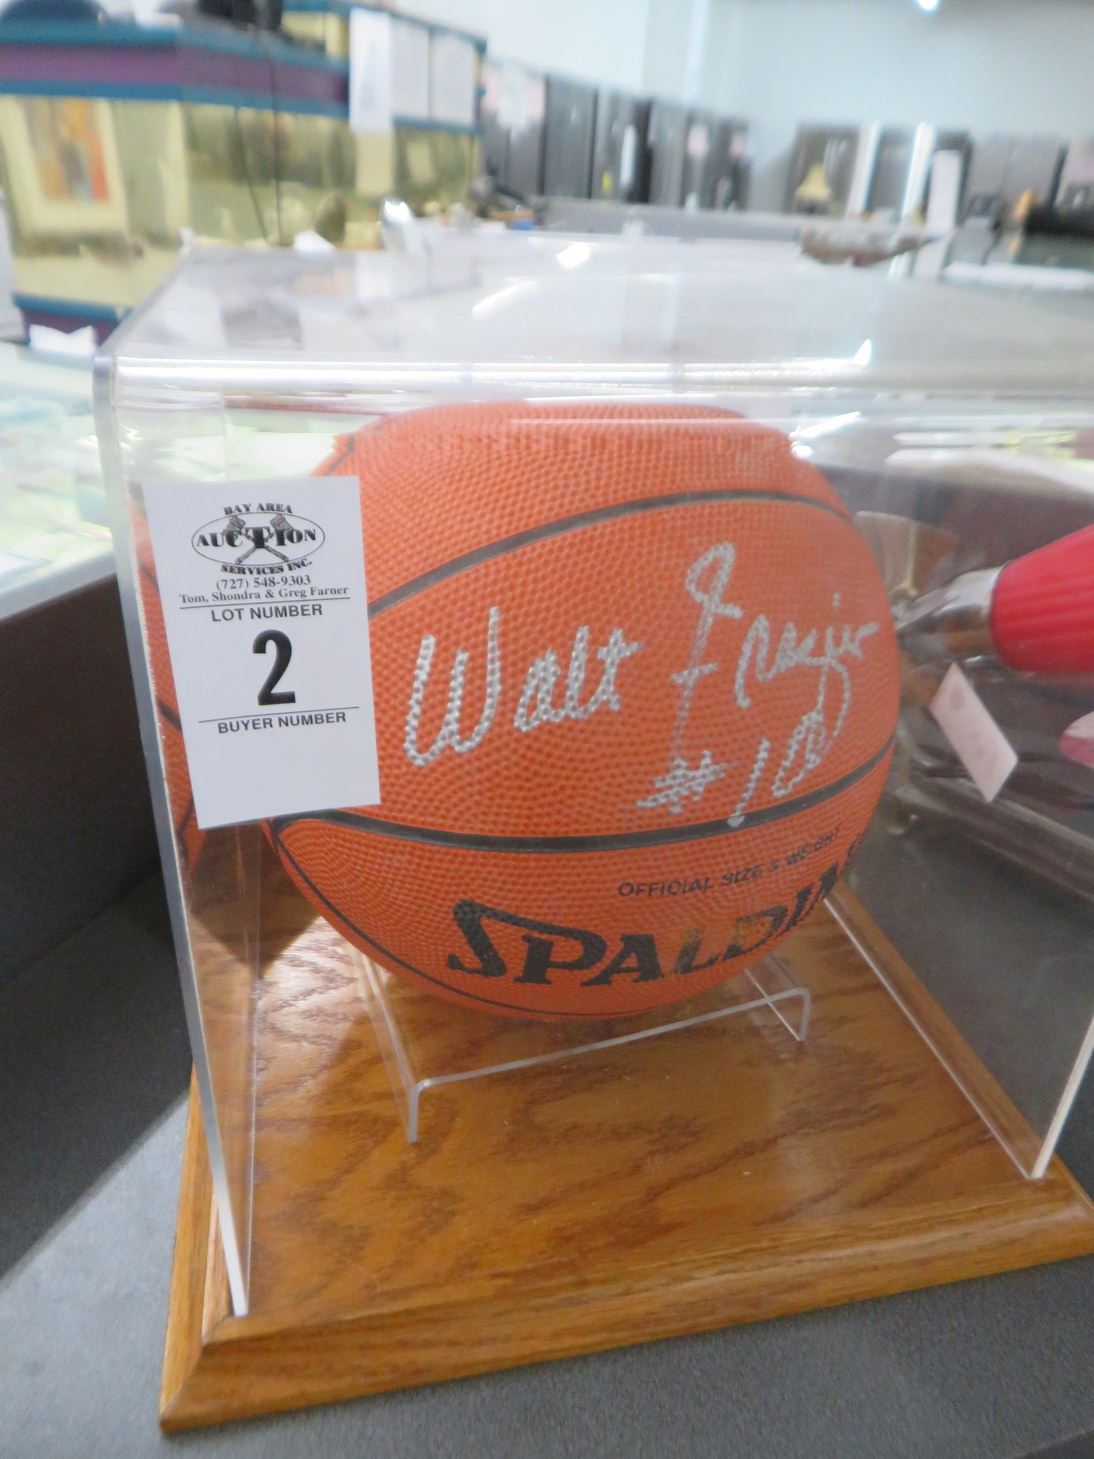 BAY AREA
AUCTION
SERVICES INC.
(727) 548-9303
Tom, Shondra & Greg Farner
LOT NUMBER
2
BUYER NUMBER
Walt Frazier
#10
OFFICIAL SIZE & WEIGHT
SPALDING